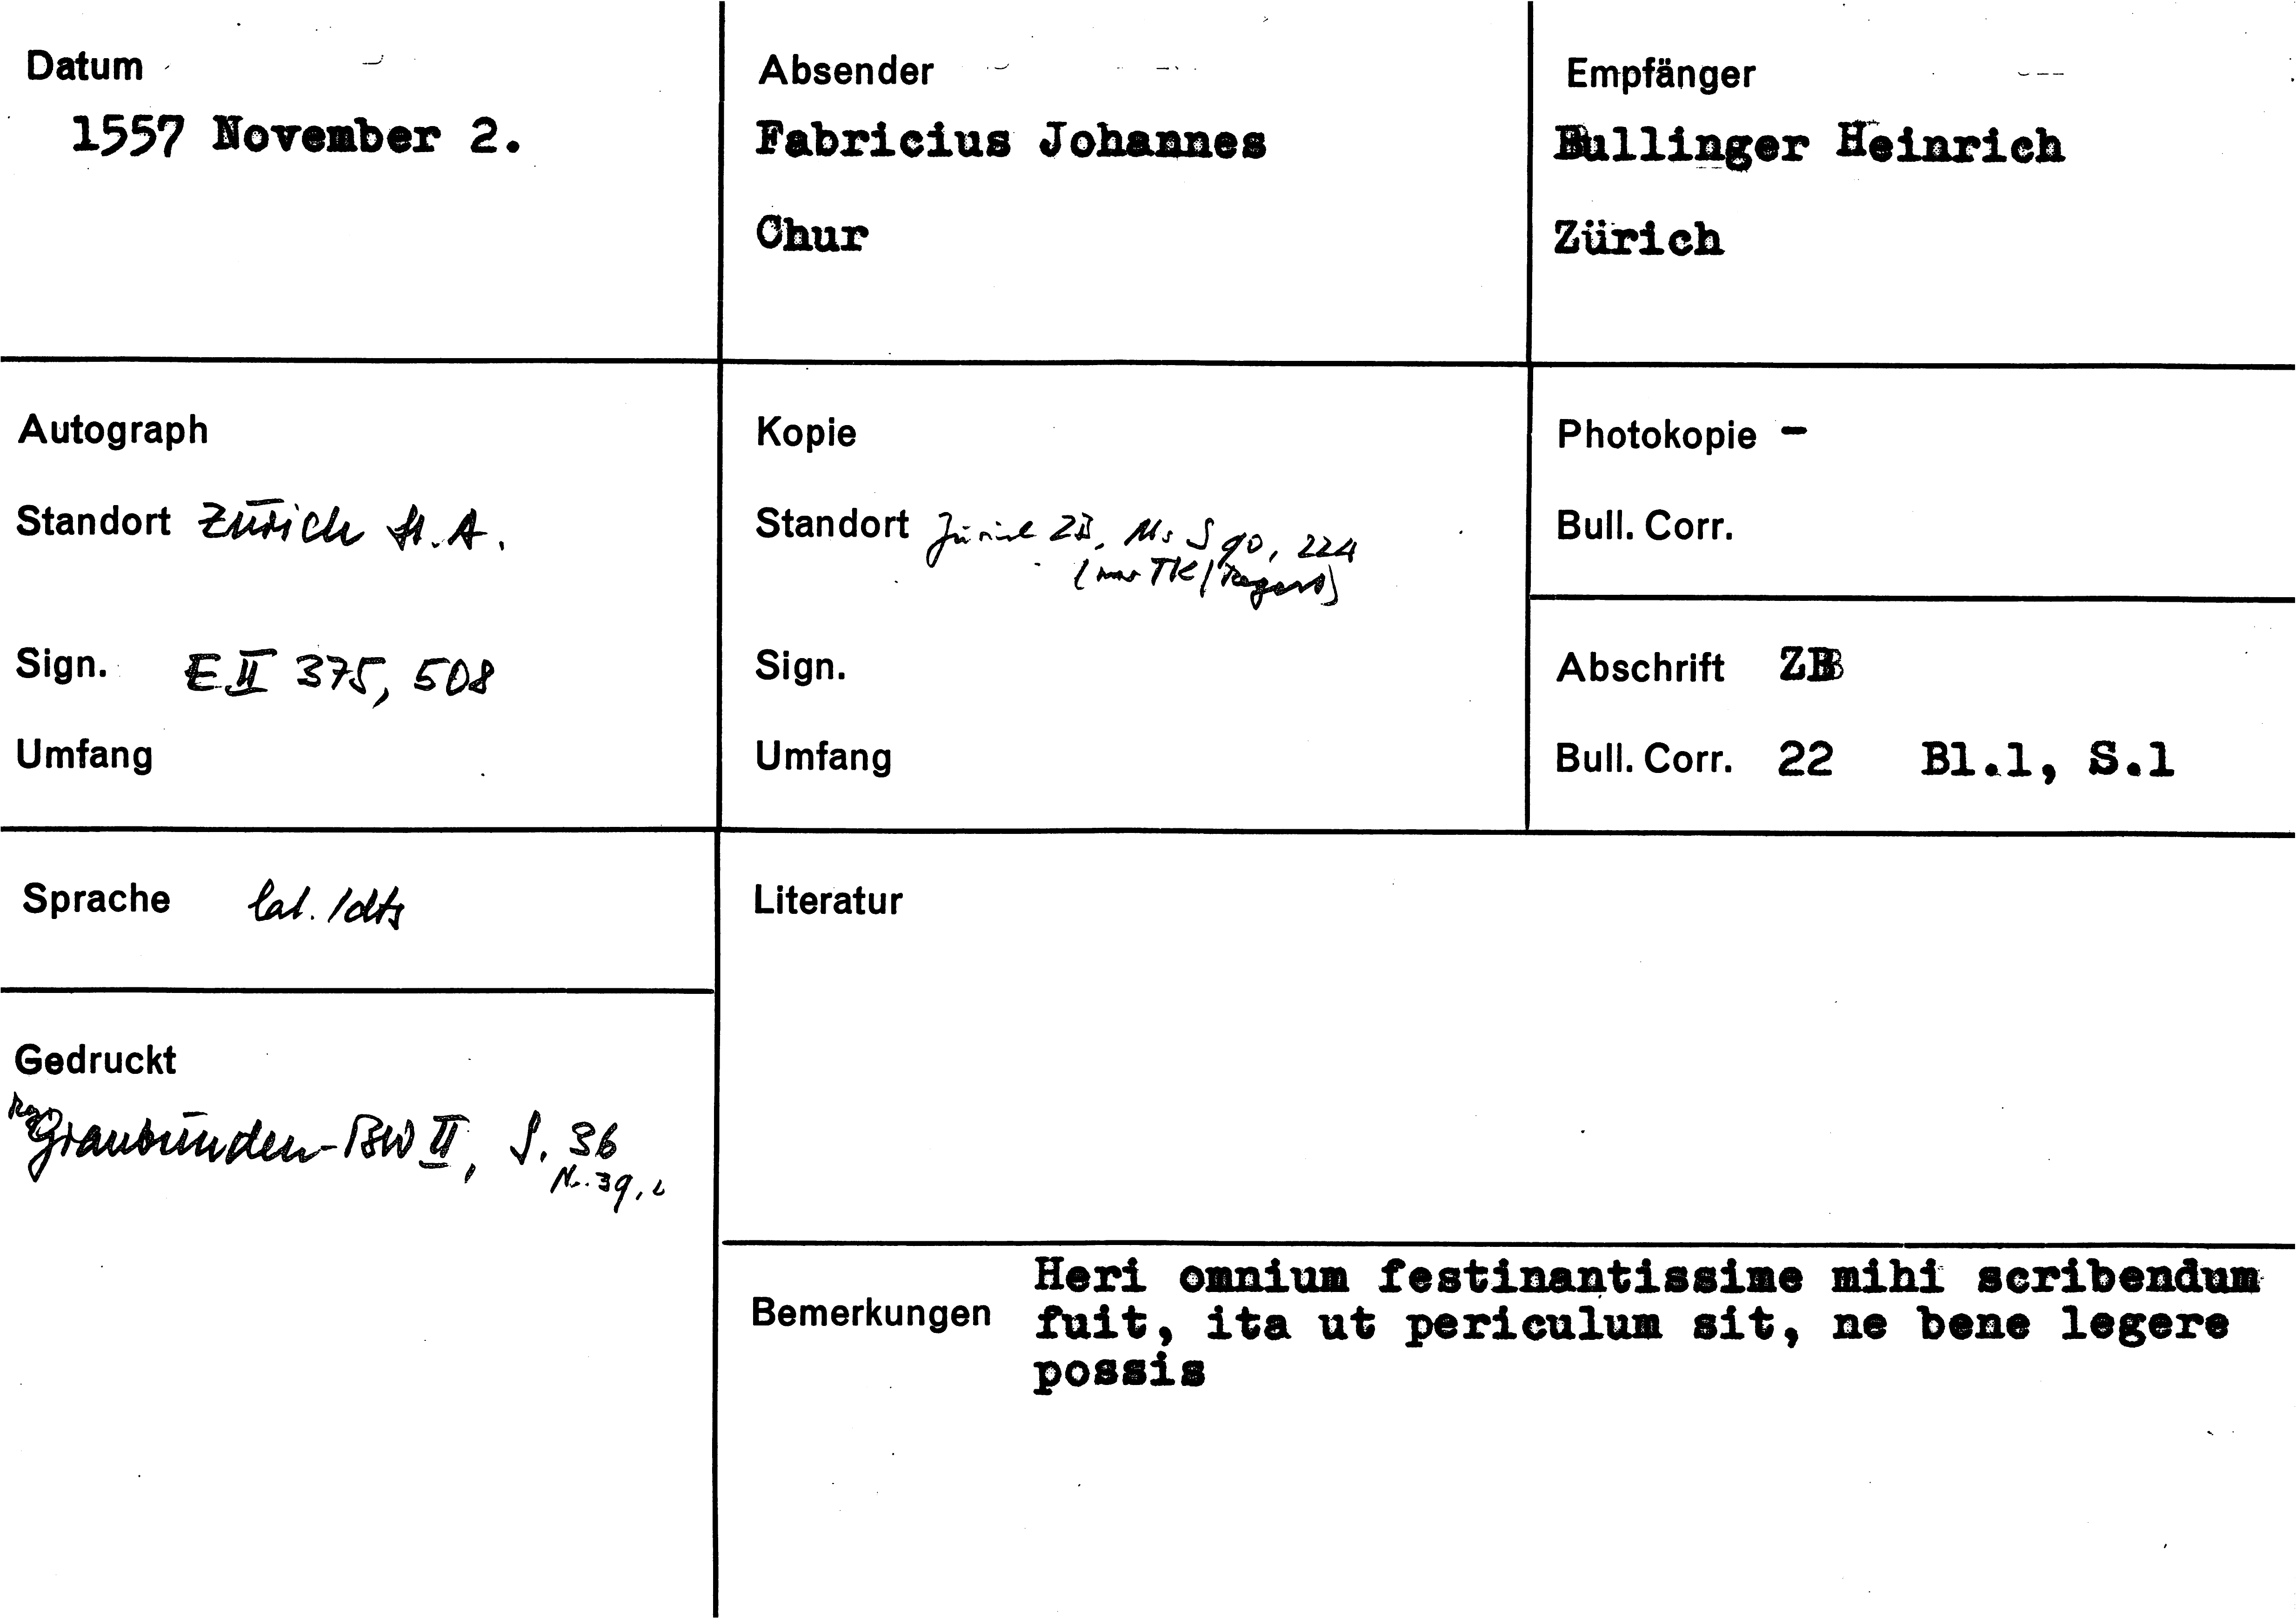 Datum
1557 November 2.
Absender
Fabricius Johannes
Chur
Empfänger
Bullinger Heinrich
Zürich
Autograph
Standort Zürich St.A.
Sign. E II 375, 508
Umfang
Kopie
Standort Zürich ZB, Ms S 90, 224
(nur TK/Regest)
Sign.
Umfang
Photokopie -
Bull. Corr.
Abschrift ZB
Bull. Corr. 22 Bl.1, S.1
Sprache lat./dts
Gedruckt
Reg.
Graubünden-BW II, S. 36
Nr. 39,
Literatur
Bemerkungen
Heri omnium festinantissime mihi scribendum
fuit, ita ut periculum sit, ne bene legere
possis